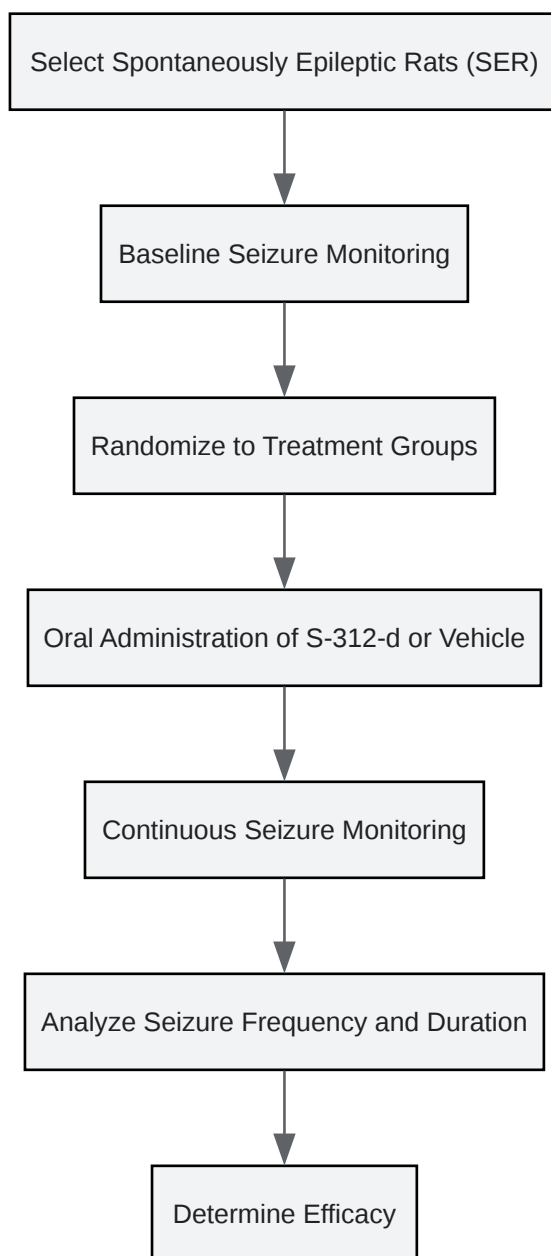 Select Spontaneously Epileptic Rats (SER)
Baseline Seizure Monitoring
Randomize to Treatment Groups
Oral Administration of S-312-d or Vehicle
Continuous Seizure Monitoring
Analyze Seizure Frequency and Duration
Determine Efficacy